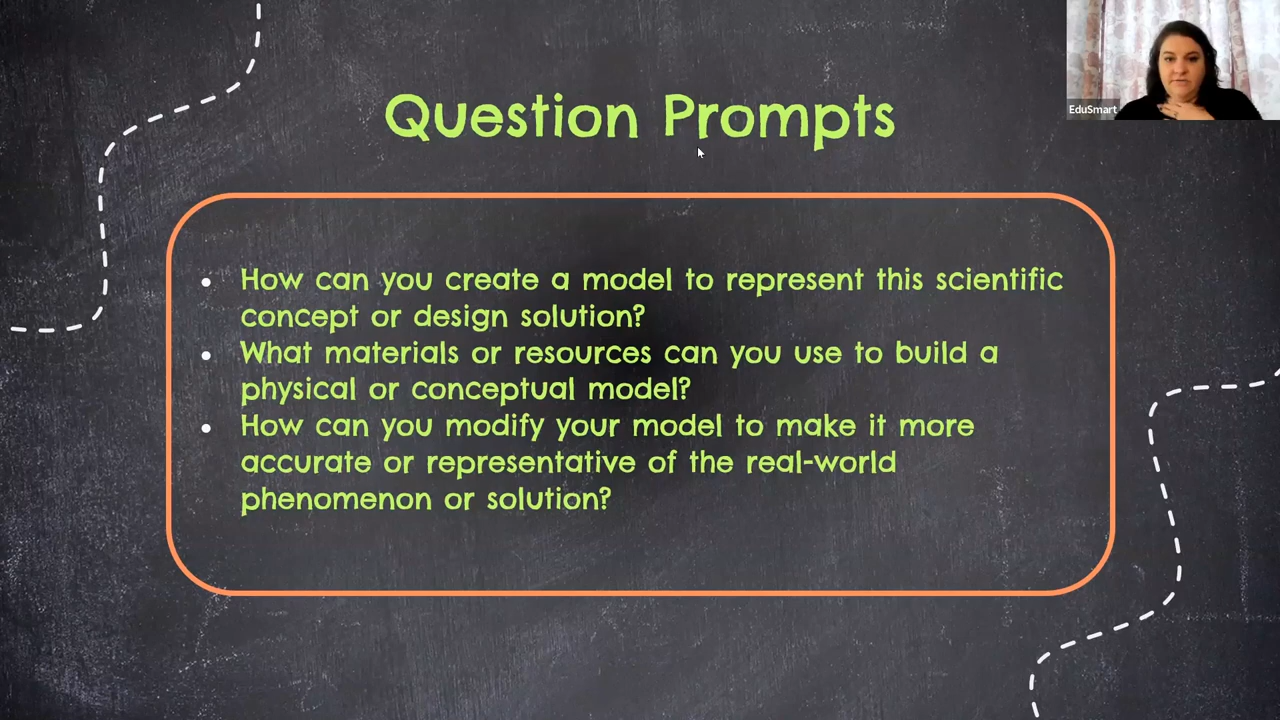 Question Prompts
EduSmart
How can you create a model to represent this scientific
concept or design solution?
What materials or resources can you use to build a
physical or conceptual model?
How can you modify your model to make it more
accurate or representative of the real-world
phenomenon or solution?